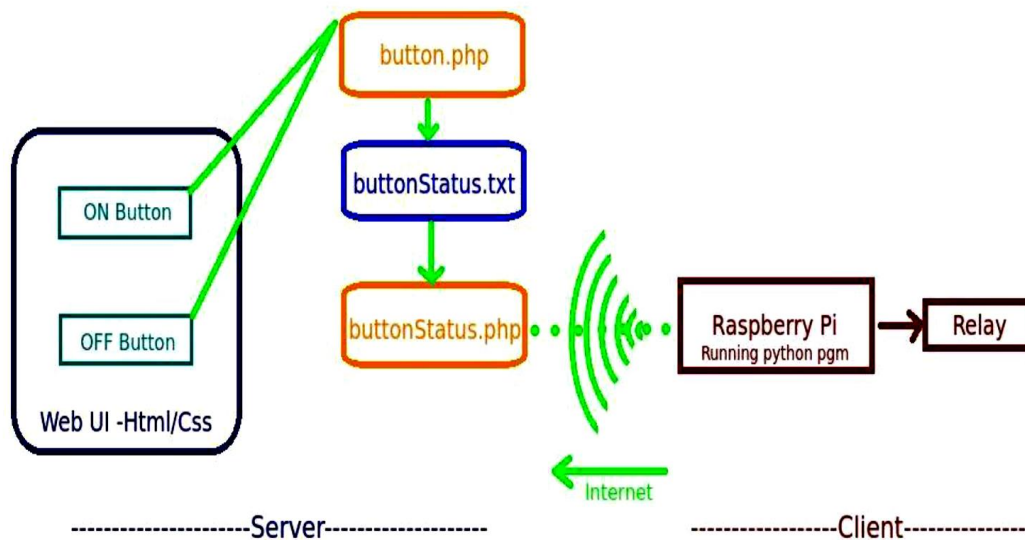 button.php
buttonStatus.txt
buttonStatus.php
ON Button
OFF Button
Web UI -Html/Css
Raspberry Pi
Running python pgm
Relay
Internet
----------------------Server--------------------
------------------Client---------------